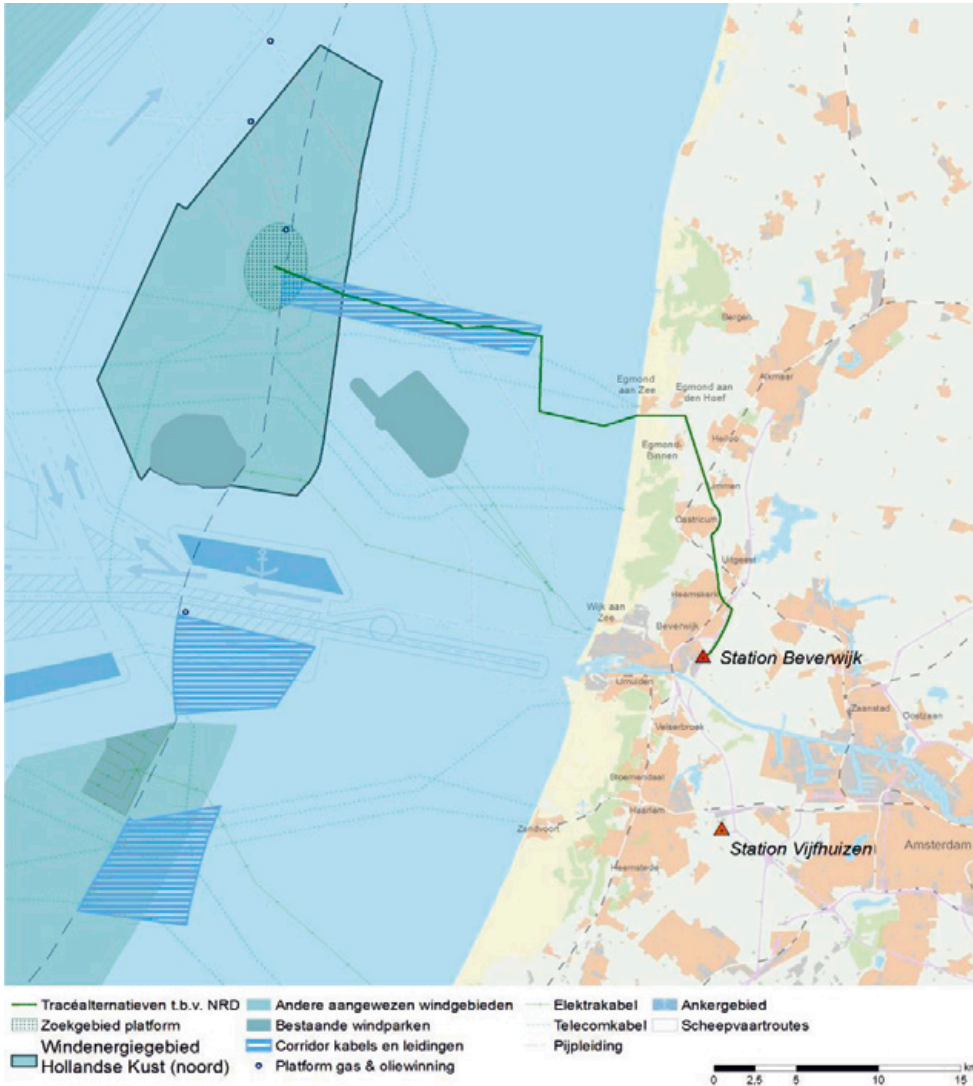 Bergen
Alkmaar
Egmond
aan Zee
Egmond aan
den Hoef
Heiloo
Egmond-
Binnen
Limmen
Castricum
Uitgeest
Heemskerk
Wijk aan
Zee
Beverwijk
Station Beverwijk
IJmuiden
Velserbroek
Zaanstad
Oostzaan
Bloemendaal
Haarlem
Zandvoort
Station Vijfhuizen
Amsterdam
Heemstede
Tracéalternatieven t.b.v. NRD
Zoekgebied platform
Windenergiegebied
Hollandse Kust (noord)
Andere aangewezen windgebieden
Bestaande windparken
Corridor kabels en leidingen
Platform gas & oliewinning
Elektrakabel
Telecomkabel
Pijpleiding
Ankergebied
Scheepvaartroutes
0 2,5 5 10 15